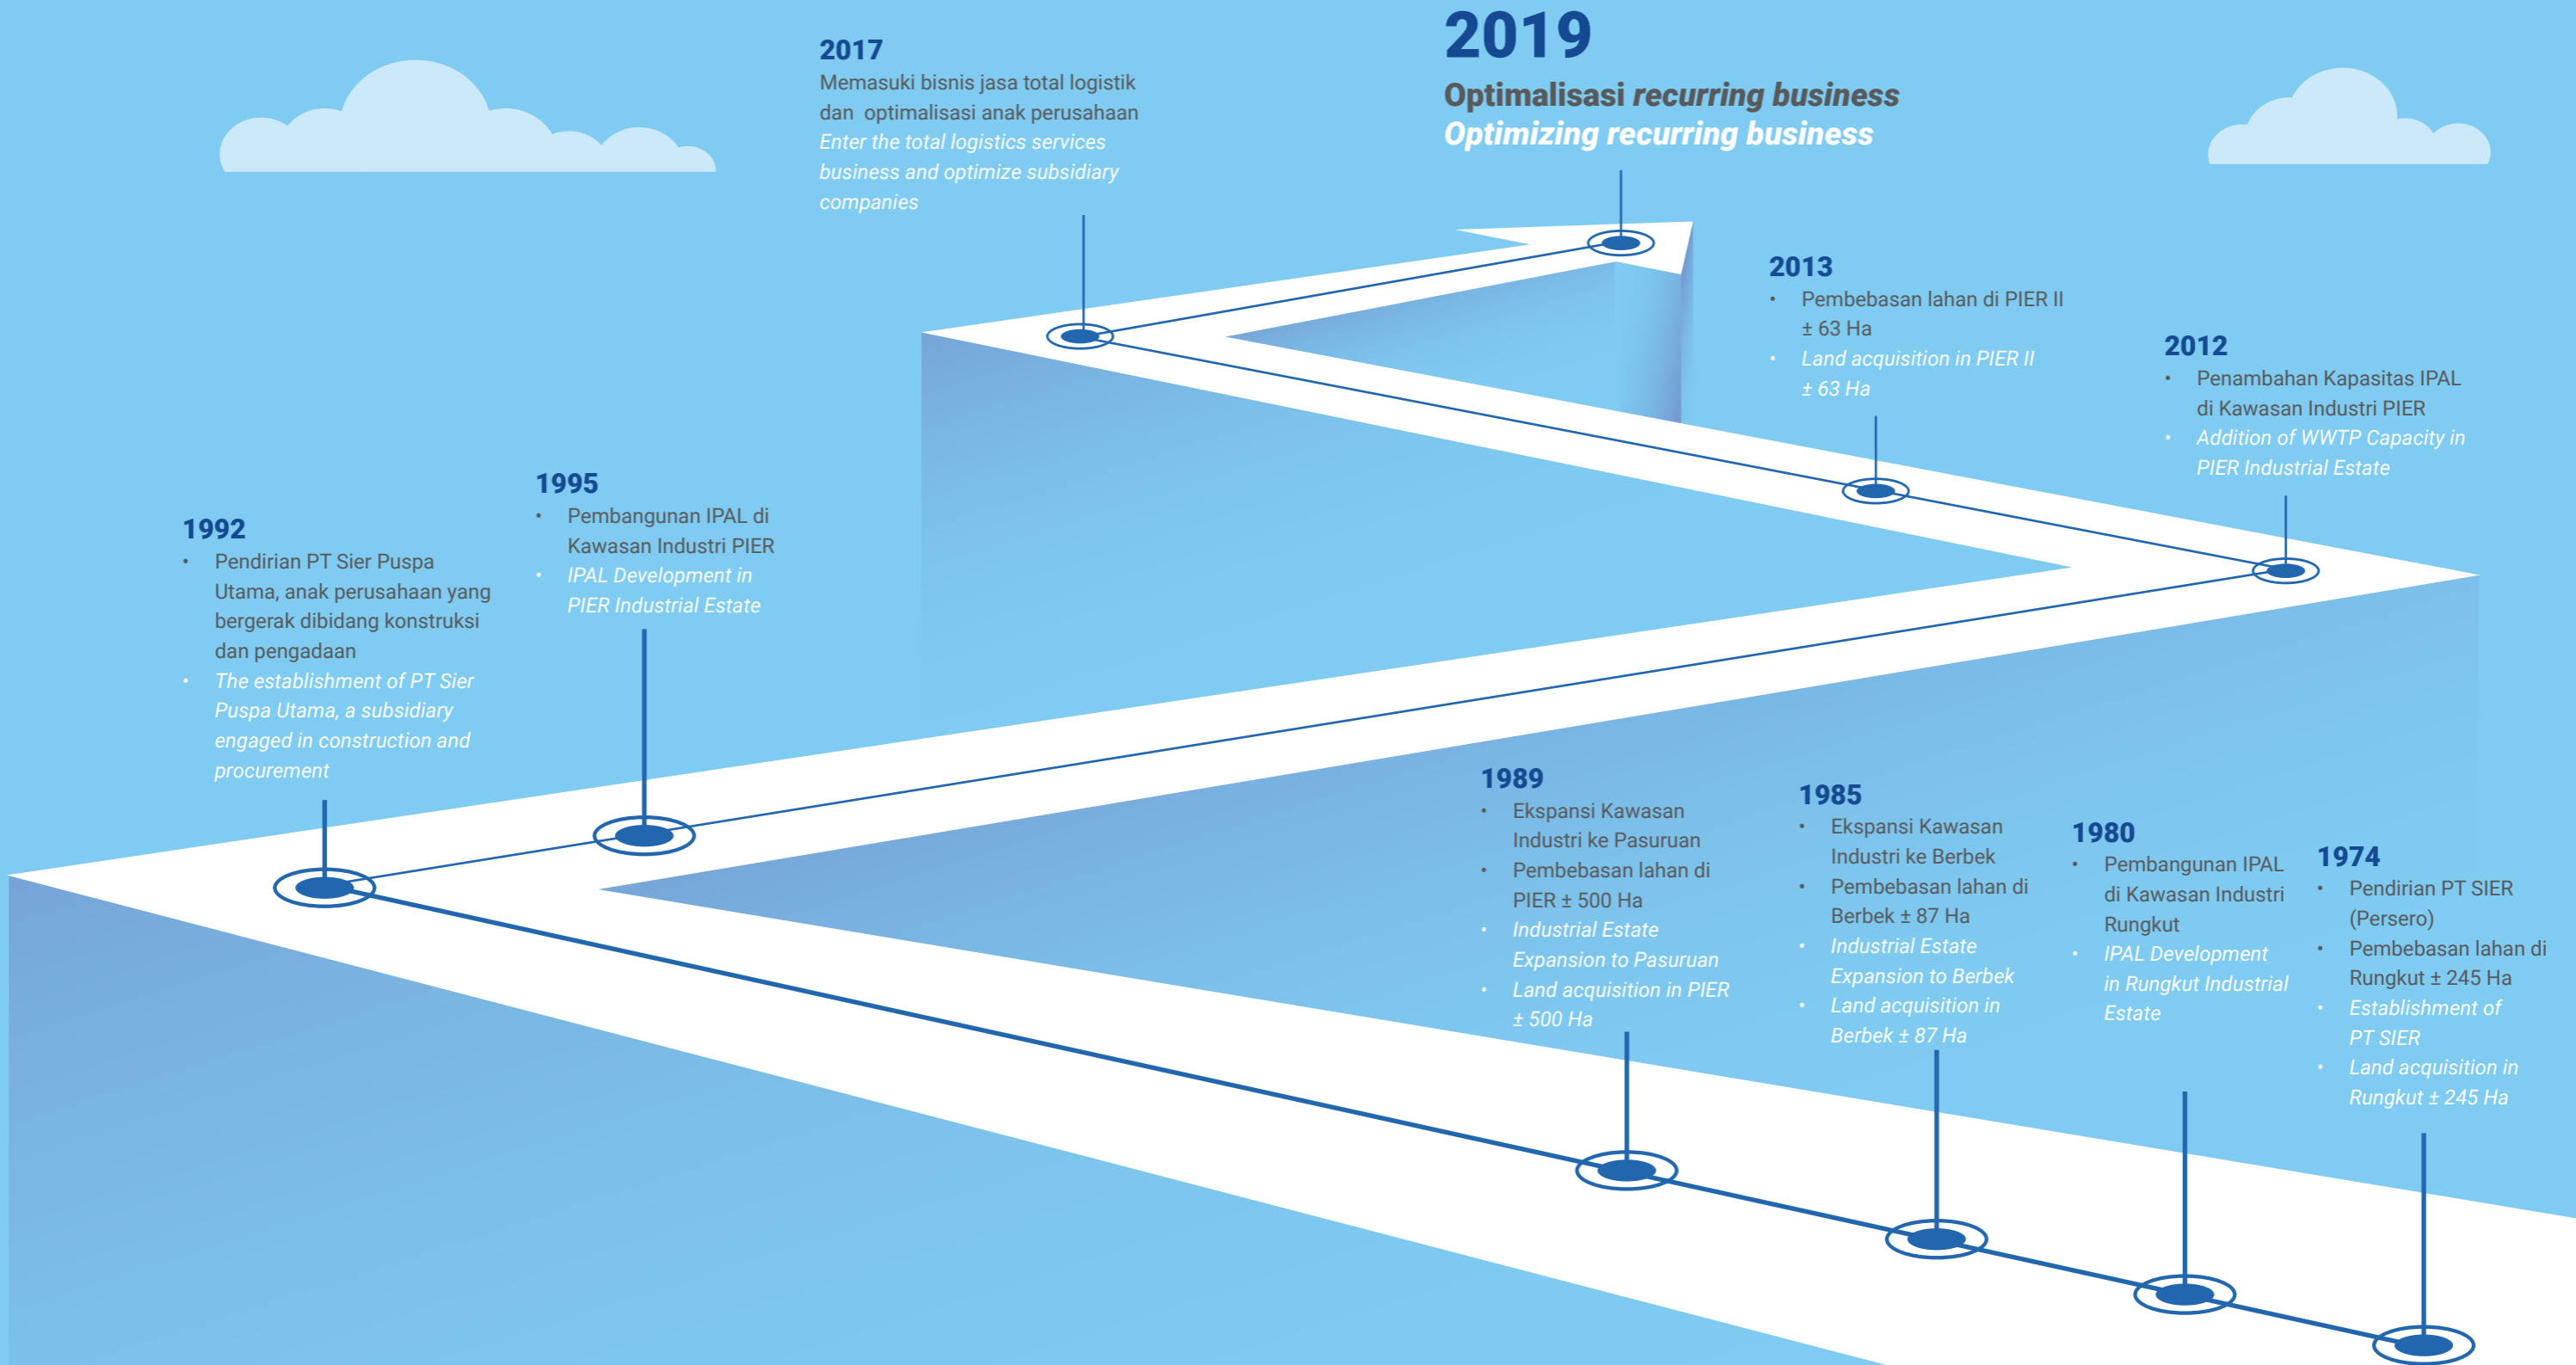 2019
Optimalisasi recurring business
Optimizing recurring business
2017
Memasuki bisnis jasa total logistik
dan optimalisasi anak perusahaan
Enter the total logistics services
business and optimize subsidiary
companies
2013
• Pembebasan lahan di PIER II
± 63 Ha
• Land acquisition in PIER II
± 63 Ha
2012
• Penambahan Kapasitas IPAL
di Kawasan Industri PIER
• Addition of WWTP Capacity in
PIER Industrial Estate
1995
• Pembangunan IPAL di
Kawasan Industri PIER
• IPAL Development in
PIER Industrial Estate
1992
• Pendirian PT Sier Puspa
Utama, anak perusahaan yang
bergerak dibidang konstruksi
dan pengadaan
• The establishment of PT Sier
Puspa Utama, a subsidiary
engaged in construction and
procurement
1989
• Ekspansi Kawasan
Industri ke Pasuruan
• Pembebasan lahan di
PIER ± 500 Ha
• Industrial Estate
Expansion to Pasuruan
• Land acquisition in PIER
± 500 Ha
1985
• Ekspansi Kawasan
Industri ke Berbek
• Pembebasan lahan di
Berbek ± 87 Ha
• Industrial Estate
Expansion to Berbek
• Land acquisition in
Berbek ± 87 Ha
1980
• Pembangunan IPAL
di Kawasan Industri
Rungkut
• IPAL Development
in Rungkut Industrial
Estate
1974
• Pendirian PT SIER
(Persero)
• Pembebasan lahan di
Rungkut ± 245 Ha
• Establishment of
PT SIER
• Land acquisition in
Rungkut ± 245 Ha